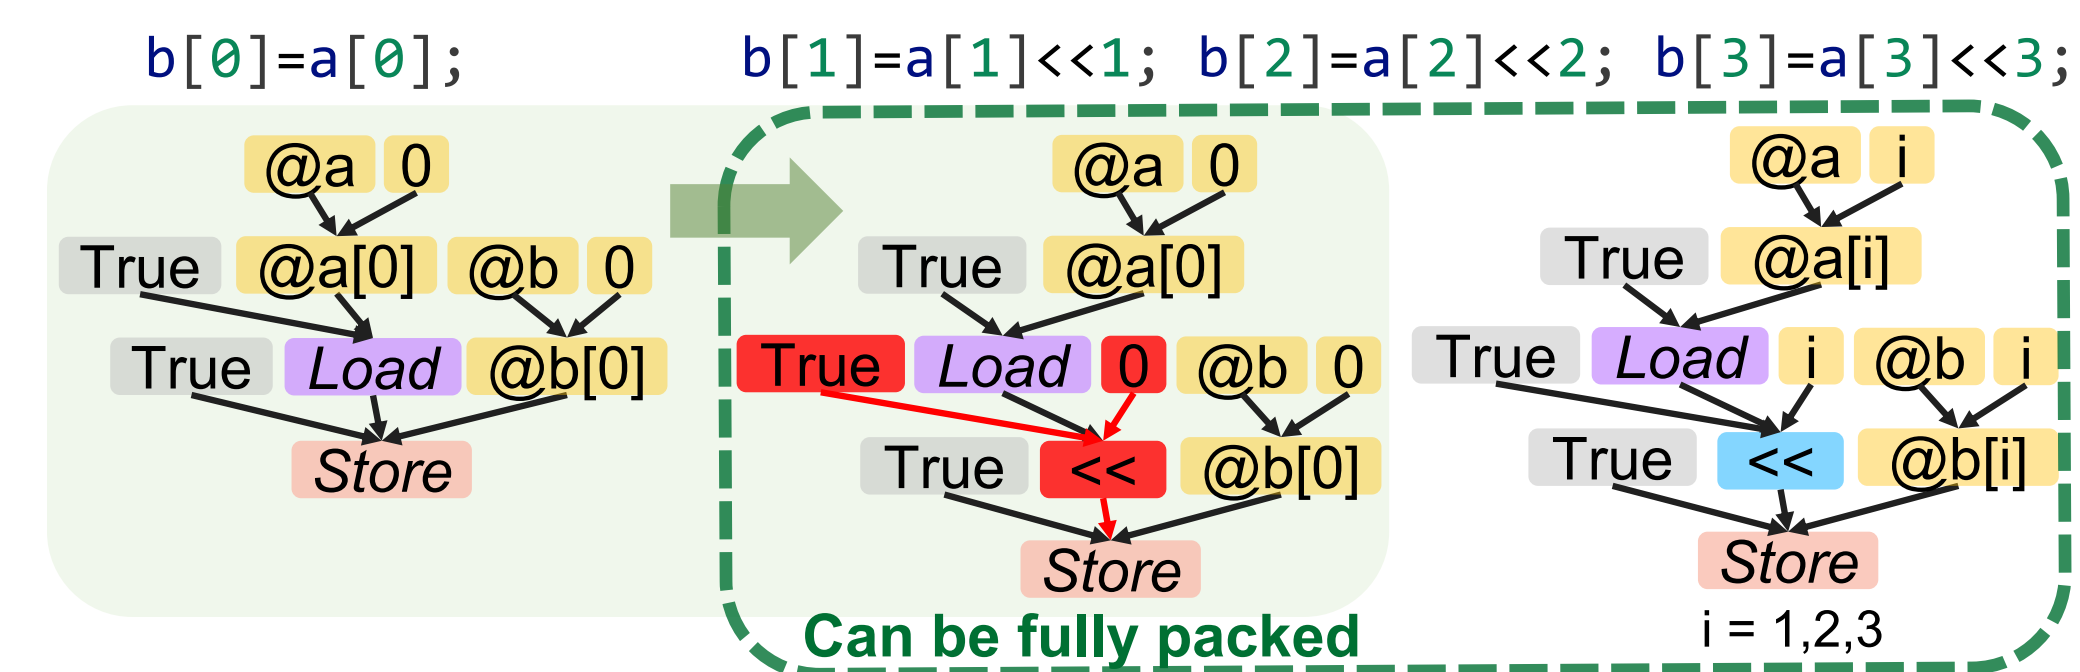 b[0]=a[0];
b[1]=a[1]<<1; b[2]=a[2]<<2; b[3]=a[3]<<3;
@a 0
True @a[0] @b 0
True Load @b[0]
Store
@a 0
True @a[0]
True Load 0 @b 0
True << @b[0]
Store
Can be fully packed
@a i
True @a[i]
True Load i @b i
True << @b[i]
Store
i = 1,2,3